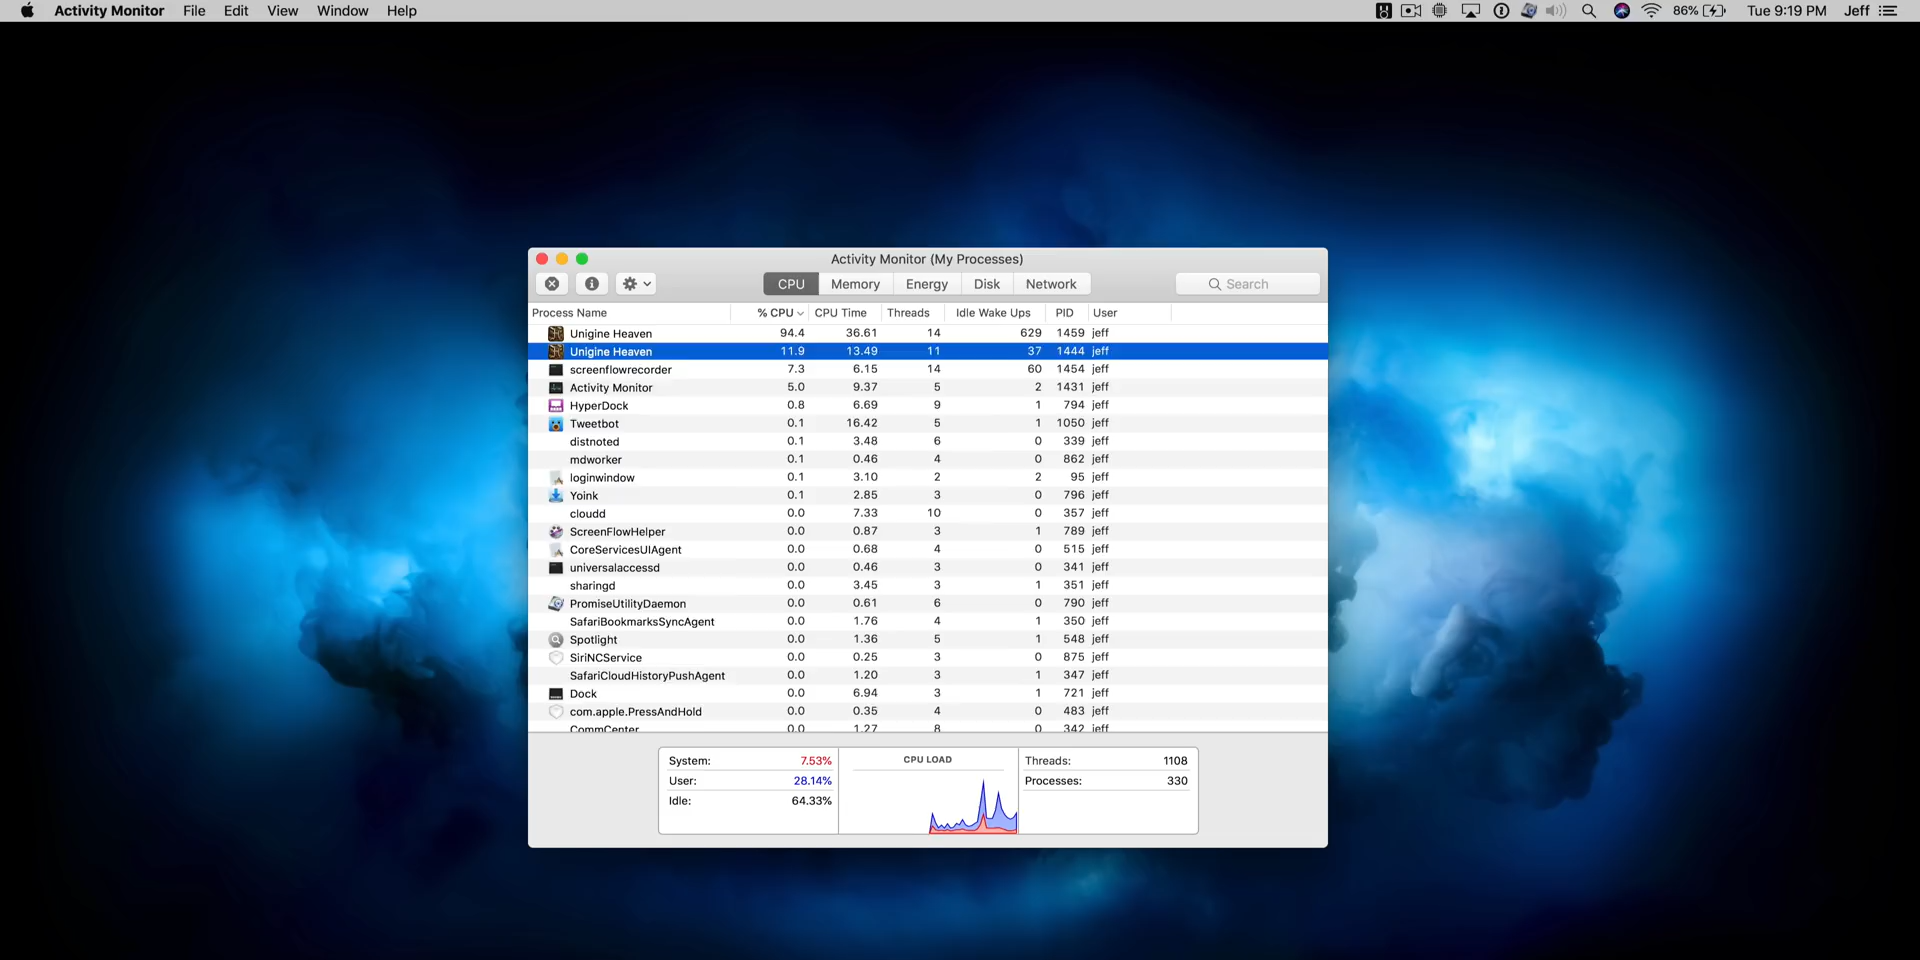 Activity Monitor File Edit View Window Help 86% Tue 9:19 PM Jeff
Activity Monitor (My Processes)
CPU Memory Energy Disk Network Search
Process Name % CPU CPU Time Threads Idle Wake Ups PID User
Unigine Heaven 94.4 36.61 14 629 1459 jeff
Unigine Heaven 11.9 13.49 11 37 1444 jeff
screenflowrecorder 7.3 6.15 14 60 1454 jeff
Activity Monitor 5.0 9.37 5 2 1431 jeff
HyperDock 0.8 6.69 9 1 794 jeff
Tweetbot 0.1 16.42 5 1 1050 jeff
distnoted 0.1 3.48 6 0 339 jeff
mdworker 0.1 0.46 4 0 862 jeff
loginwindow 0.1 3.10 2 2 95 jeff
Yoink 0.1 2.85 3 0 796 jeff
cloudd 0.0 7.33 10 0 357 jeff
ScreenFlowHelper 0.0 0.87 3 1 789 jeff
CoreServicesUIAgent 0.0 0.68 4 0 515 jeff
universalaccessd 0.0 0.46 3 0 341 jeff
sharingd 0.0 3.45 3 1 351 jeff
PromiseUtilityDaemon 0.0 0.61 6 0 790 jeff
SafariBookmarksSyncAgent 0.0 1.76 4 1 350 jeff
Spotlight 0.0 1.36 5 1 548 jeff
SiriNCService 0.0 0.25 3 0 875 jeff
SafariCloudHistoryPushAgent 0.0 1.20 3 1 347 jeff
Dock 0.0 6.94 3 1 721 jeff
com.apple.PressAndHold 0.0 0.35 4 0 483 jeff
CommCenter 0.0 1.27 8 0 342 jeff
System: 7.53% CPU LOAD Threads: 1108
User: 28.14% Processes: 330
Idle: 64.33%